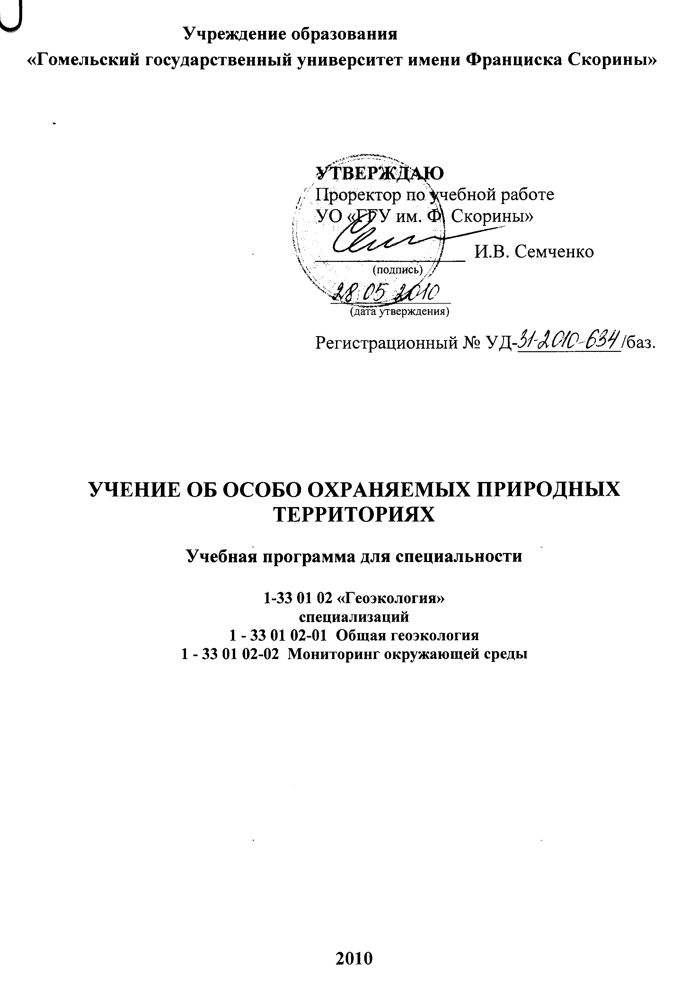 Учреждение образования
«Гомельский государственный университет имени Франциска Скорины»
УТВЕРЖДАЮ
Проректор по учебной работе
УО «ГГУ им. Ф. Скорины»
И.В. Семченко
(подпись)
28.05 2010
(дата утверждения)
Регистрационный № УД-31-2010-634/баз.
УЧЕНИЕ ОБ ОСОБО ОХРАНЯЕМЫХ ПРИРОДНЫХ
ТЕРРИТОРИЯХ
Учебная программа для специальности
1-33 01 02 «Геоэкология»
специализаций
1 - 33 01 02-01 Общая геоэкология
1 - 33 01 02-02 Мониторинг окружающей среды
2010